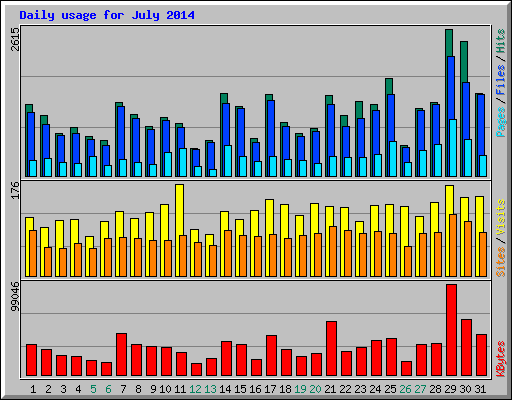 Daily usage for July 2014
2615
Pages / Files / Hits
176
Sites / Visits
99046
KBytes
1 2 3 4 5 6 7 8 9 10 11 12 13 14 15 16 17 18 19 20 21 22 23 24 25 26 27 28 29 30 31